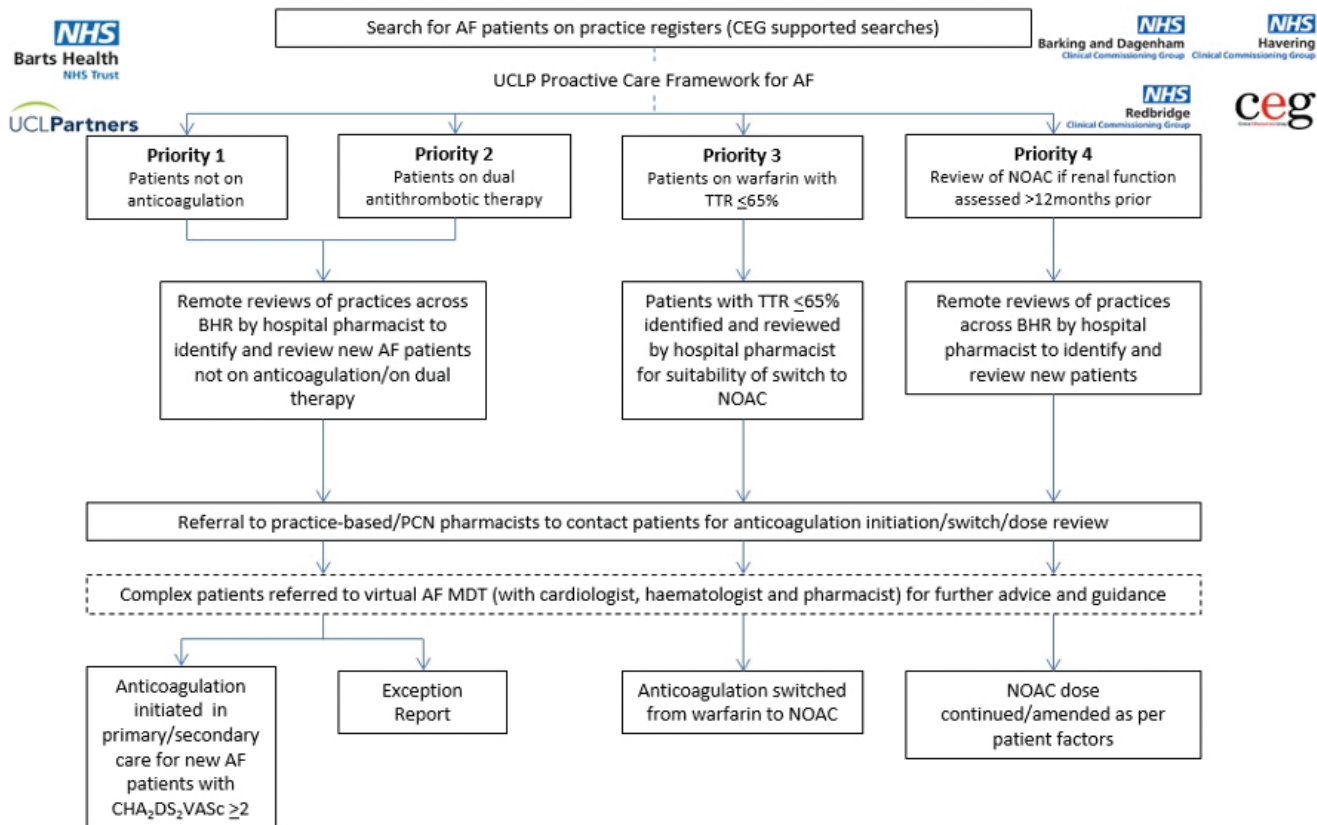 Search for AF patients on practice registers (CEG supported searches)
NHS
Barts Health
NHS Trust
NHS
Barking and Dagenham
Clinical Commissioning Group
NHS
Havering
Clinical Commissioning Group
UCLP Proactive Care Framework for AF
UCLPartners
NHS
Redbridge
Clinical Commissioning Group
ceg
Priority 1
Patients not on
anticoagulation
Priority 2
Patients on dual
antithrombotic therapy
Priority 3
Patients on warfarin with
TTR ≤65%
Priority 4
Review of NOAC if renal function
assessed >12months prior
Remote reviews of practices
across BHR by hospital pharmacist to
identify and review new AF patients
not on anticoagulation/on dual
therapy
Patients with TTR ≤65%
identified and reviewed
by hospital pharmacist
for suitability of switch to
NOAC
Remote reviews of practices
across BHR by hospital
pharmacist to identify and
review new patients
Referral to practice-based/PCN pharmacists to contact patients for anticoagulation initiation/switch/dose review
Complex patients referred to virtual AF MDT (with cardiologist, haematologist and pharmacist) for further advice and guidance
Anticoagulation
initiated in
primary/secondary
care for new AF
patients with
CHA₂DS₂VASc ≥2
Exception
Report
Anticoagulation switched
from warfarin to NOAC
NOAC dose
continued/amended as per
patient factors